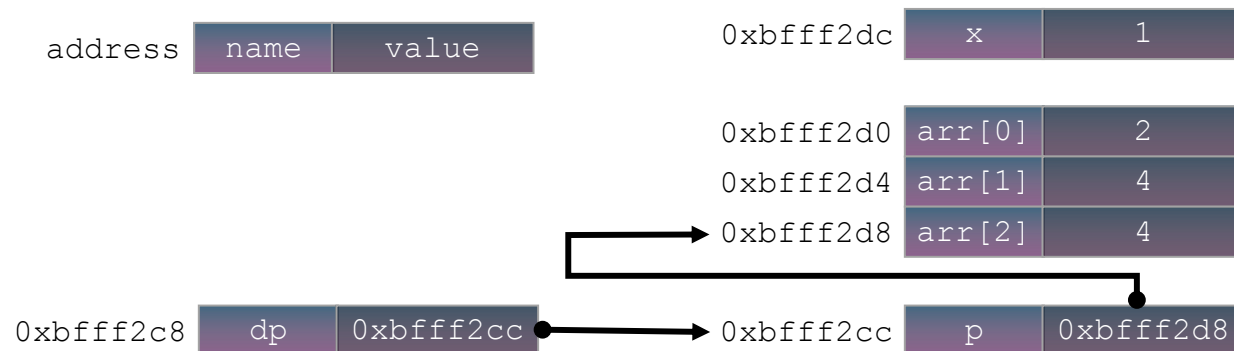 address name value
0xbfff2dc x 1
0xbfff2d0 arr[0] 2
0xbfff2d4 arr[1] 4
0xbfff2d8 arr[2] 4
0xbfff2c8 dp 0xbfff2cc
0xbfff2cc p 0xbfff2d8